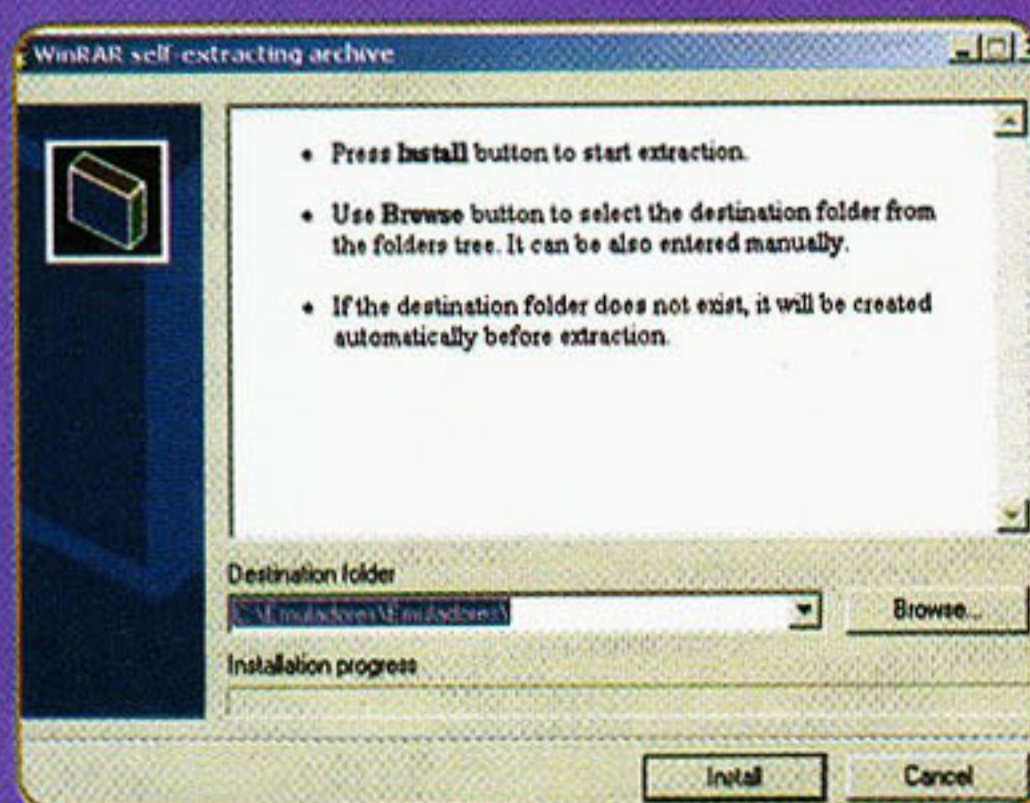 WinRAR self-extracting archive
• Press Install button to start extraction.
• Use Browse button to select the destination folder from
the folders tree. It can be also entered manually.
• If the destination folder does not exist, it will be created
automatically before extraction.
Destination folder
C:\Emuladores\Emuladores\
Browse...
Installation progress
Install
Cancel